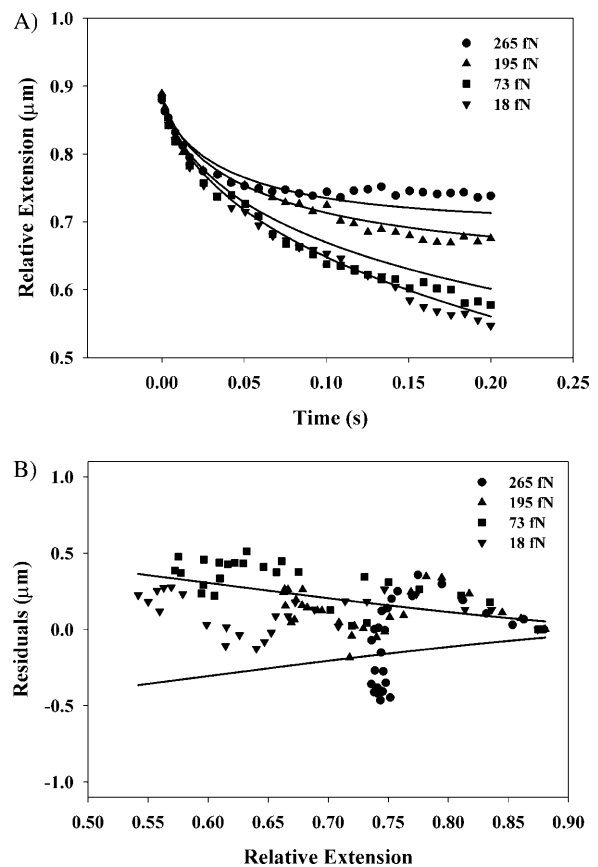 A)
1.0
0.9
0.8
0.7
0.6
0.5
Relative Extension (μm)
265 fN
195 fN
73 fN
18 fN
0.00 0.05 0.10 0.15 0.20 0.25
Time (s)
B)
1.0
0.5
0.0
-0.5
-1.0
Residuals (μm)
265 fN
195 fN
73 fN
18 fN
0.50 0.55 0.60 0.65 0.70 0.75 0.80 0.85 0.90
Relative Extension